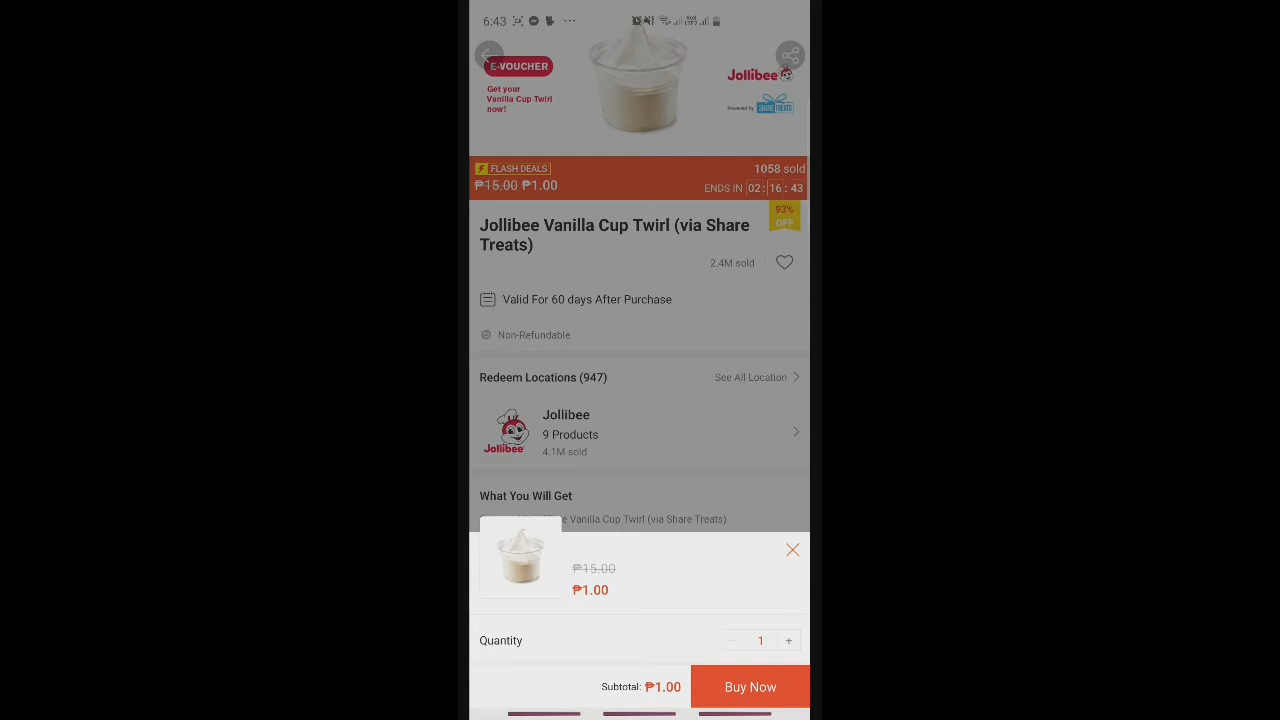 6:43
E-VOUCHER
Get your
Vanilla Cup Twirl
now!
Jollibee
Powered by SHARE TREATS
FLASH DEALS
1058 sold
₱15.00 ₱1.00
ENDS IN 02 : 16 : 43
93%
OFF
Jollibee Vanilla Cup Twirl (via Share
Treats)
2.4M sold
Valid For 60 days After Purchase
Non-Refundable
Redeem Locations (947)
See All Location
Jollibee
Jollibee
9 Products
4.1M sold
What You Will Get
Vanilla Cup Twirl (via Share Treats)
₱15.00
₱1.00
Quantity
− 1 +
Subtotal: ₱1.00
Buy Now